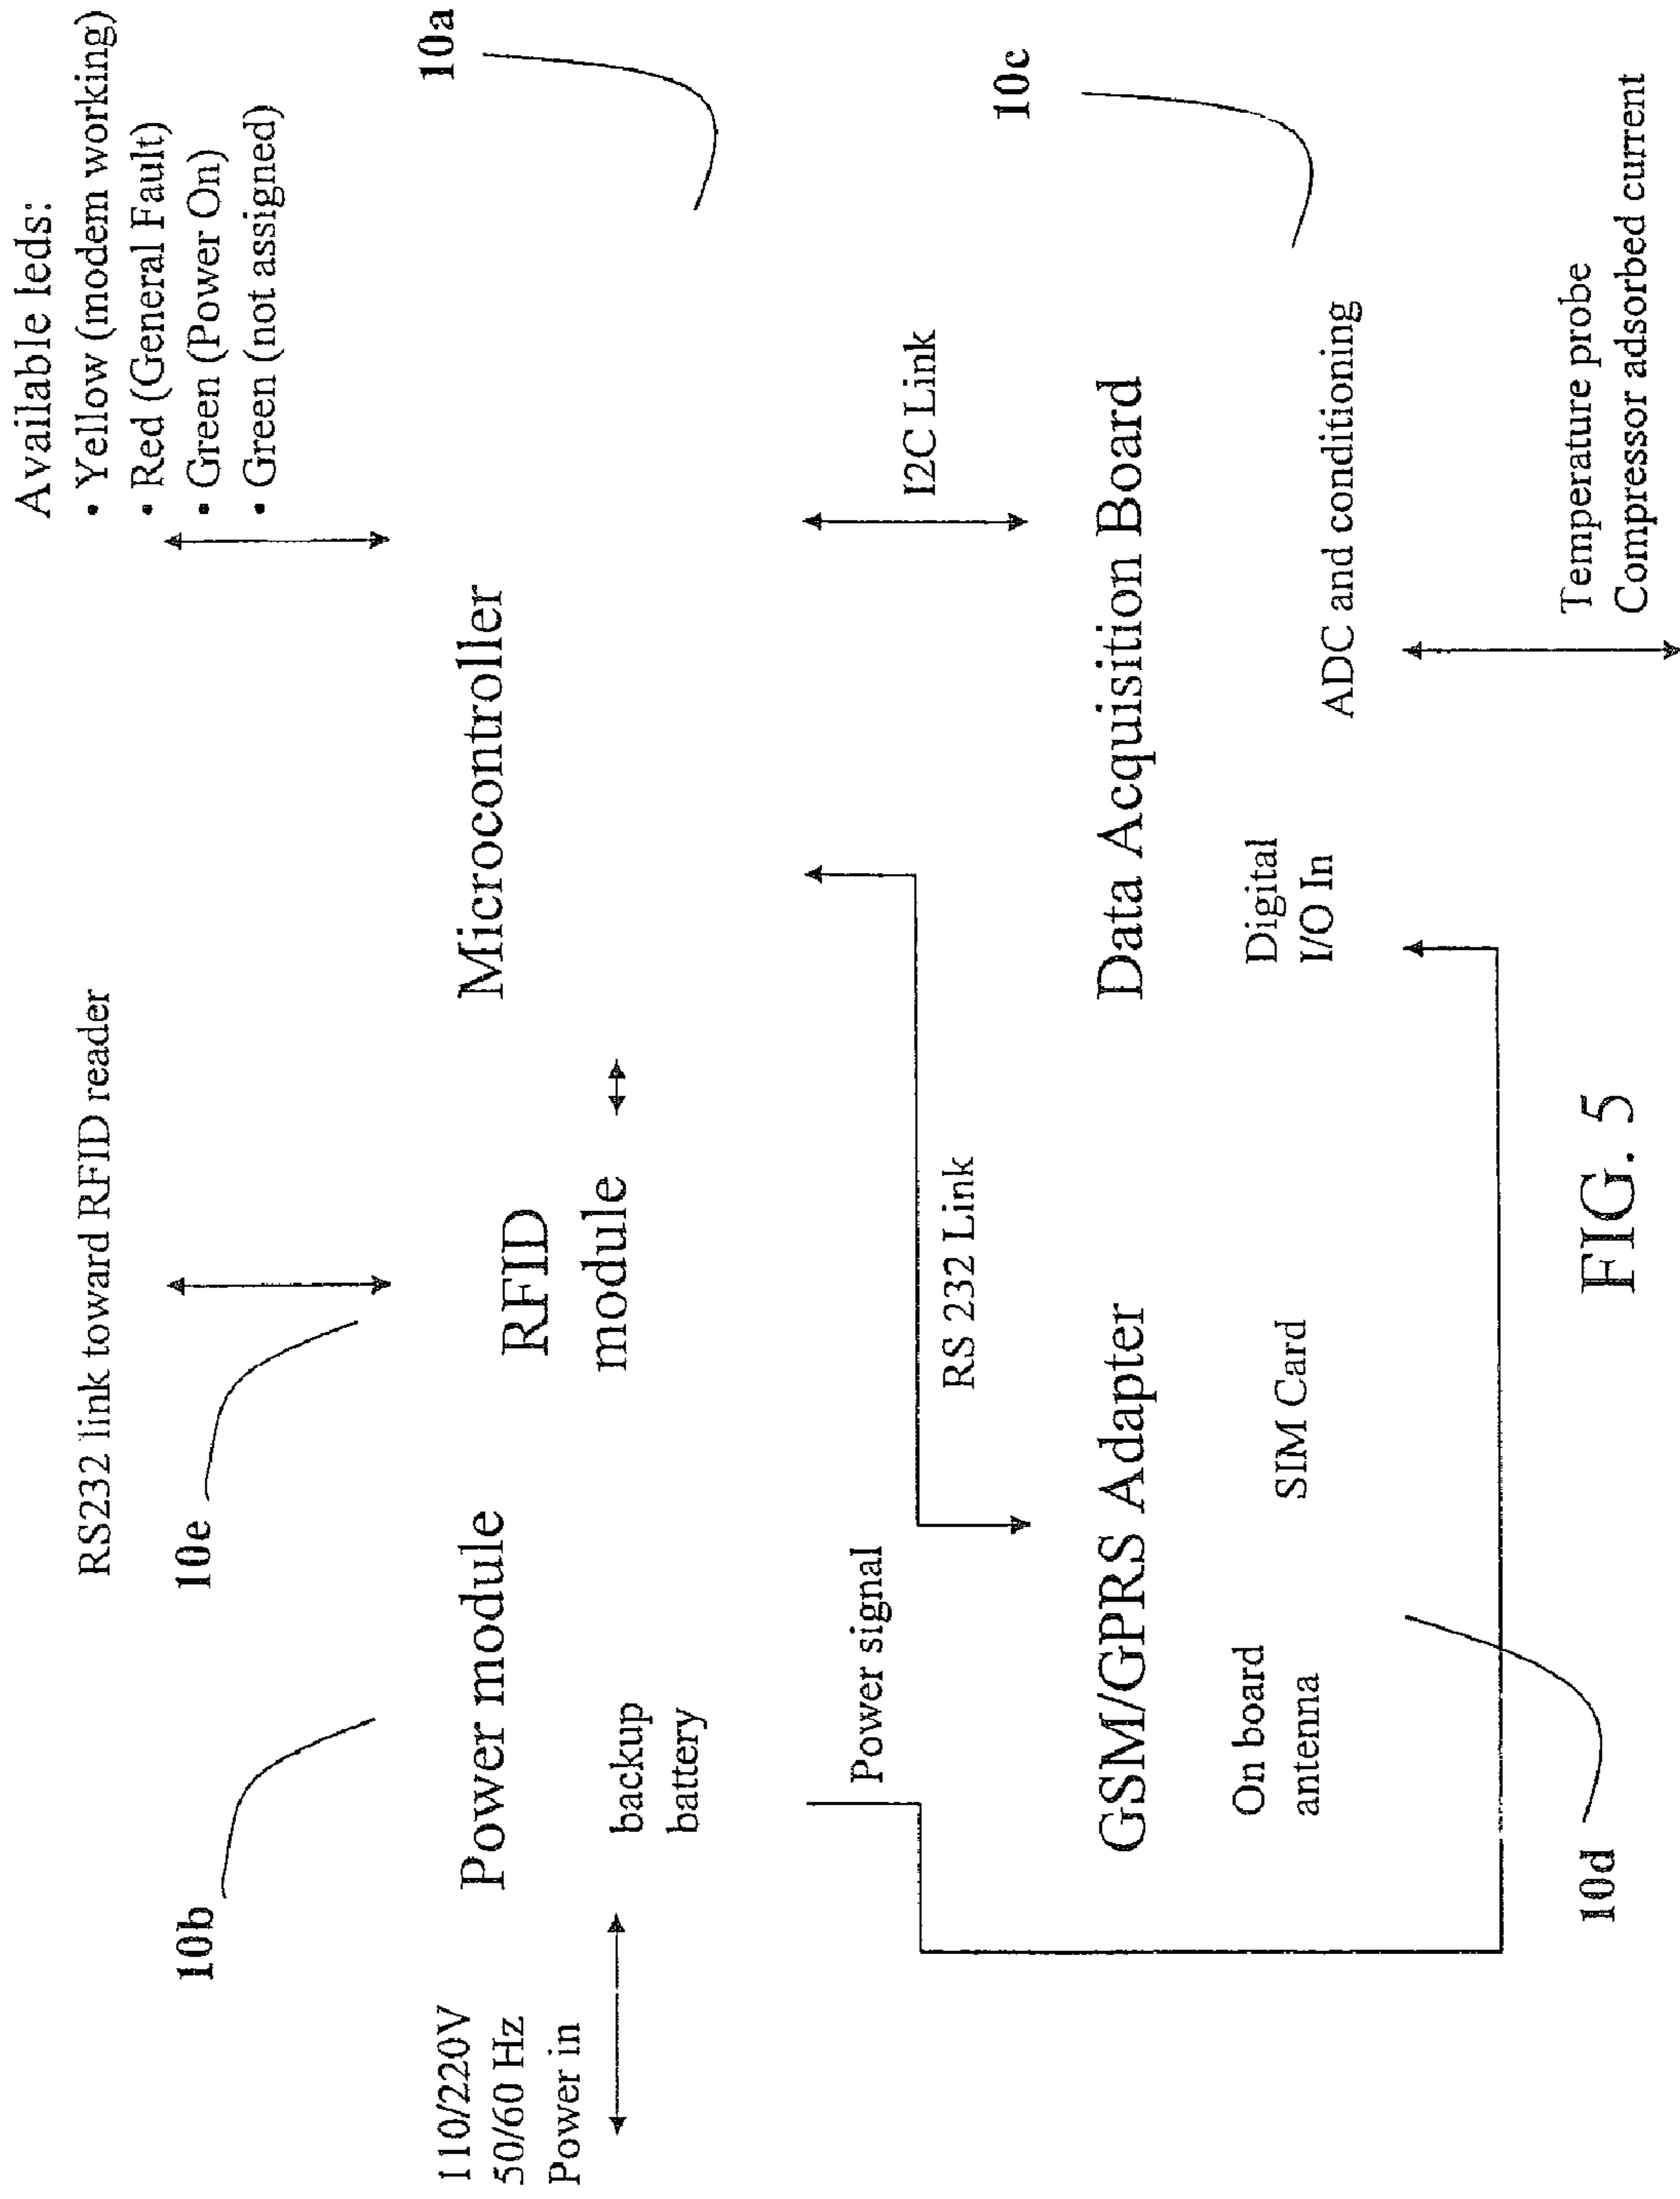 Available leds:
• Yellow (modem working)
• Red (General Fault)
• Green (Power On)
• Green (not assigned)
RS232 link toward RFID reader
10b
10e
10a
110/220V
50/60 Hz
Power in
Power module
backup
battery
RFID
module
Microcontroller
Power signal
RS 232 Link
I2C Link
10c
GSM/GPRS Adapter
On board
antenna
SIM Card
Data Acquisition Board
Digital
I/O In
ADC and conditioning
10d
Temperature probe
Compressor adsorbed current
FIG. 5